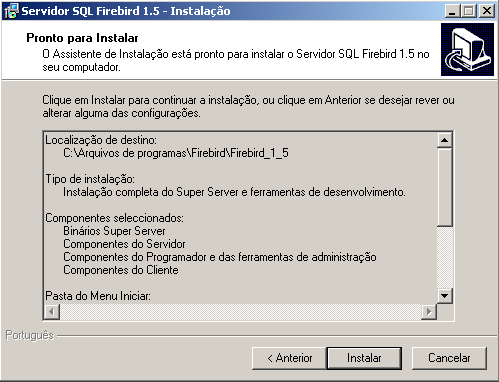 Servidor SQL Firebird 1.5 - Instalação
Pronto para Instalar
O Assistente de Instalação está pronto para instalar o Servidor SQL Firebird 1.5 no
seu computador.
Clique em Instalar para continuar a instalação, ou clique em Anterior se desejar rever ou
alterar alguma das configurações.
Localização de destino:
C:\Arquivos de programas\Firebird\Firebird_1_5
Tipo de instalação:
Instalação completa do Super Server e ferramentas de desenvolvimento.
Componentes seleccionados:
Binários Super Server
Componentes do Servidor
Componentes do Programador e das ferramentas de administração
Componentes do Cliente
Pasta do Menu Iniciar:
Português
< Anterior
Instalar
Cancelar